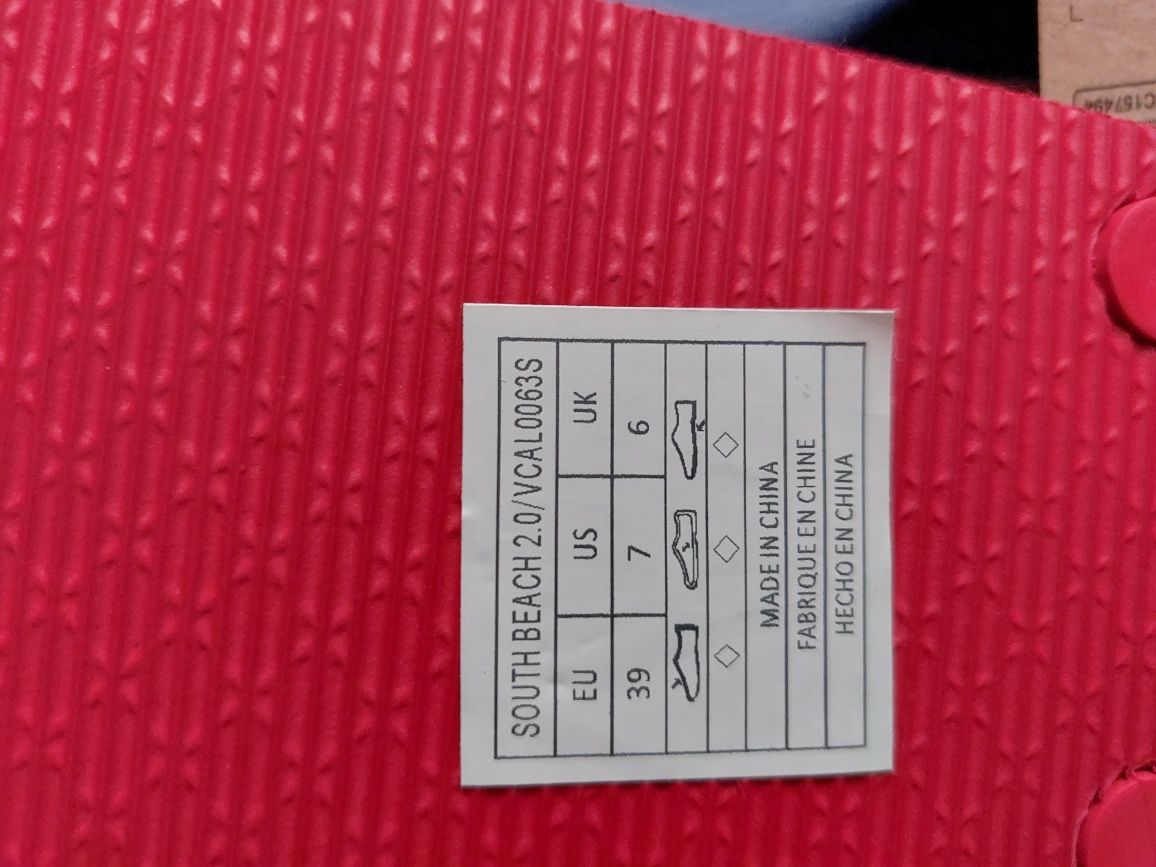 SOUTH BEACH 2.0/VCAL0063S
EU US UK
39 7 6
MADE IN CHINA
FABRIQUE EN CHINE
HECHO EN CHINA
C157494
L